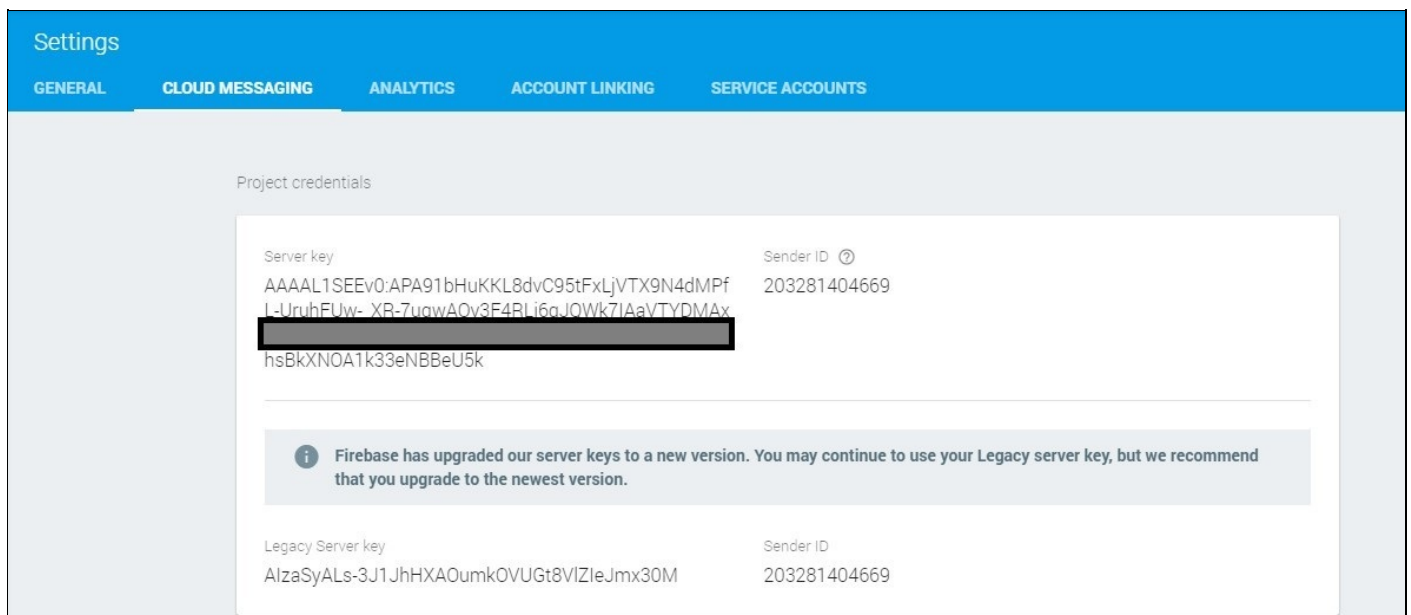 Settings
GENERAL CLOUD MESSAGING ANALYTICS ACCOUNT LINKING SERVICE ACCOUNTS
Project credentials
Server key Sender ID
AAAAL1SEEv0:APA91bHuKKL8dvC95tFxLjVTX9N4dMPf 203281404669
hsBkXNOA1k33eNBBeU5k
Firebase has upgraded our server keys to a new version. You may continue to use your Legacy server key, but we recommend
that you upgrade to the newest version.
Legacy Server key Sender ID
AIzaSyALs-3J1JhHXAOumkOVUGt8VlZIeJmx30M 203281404669